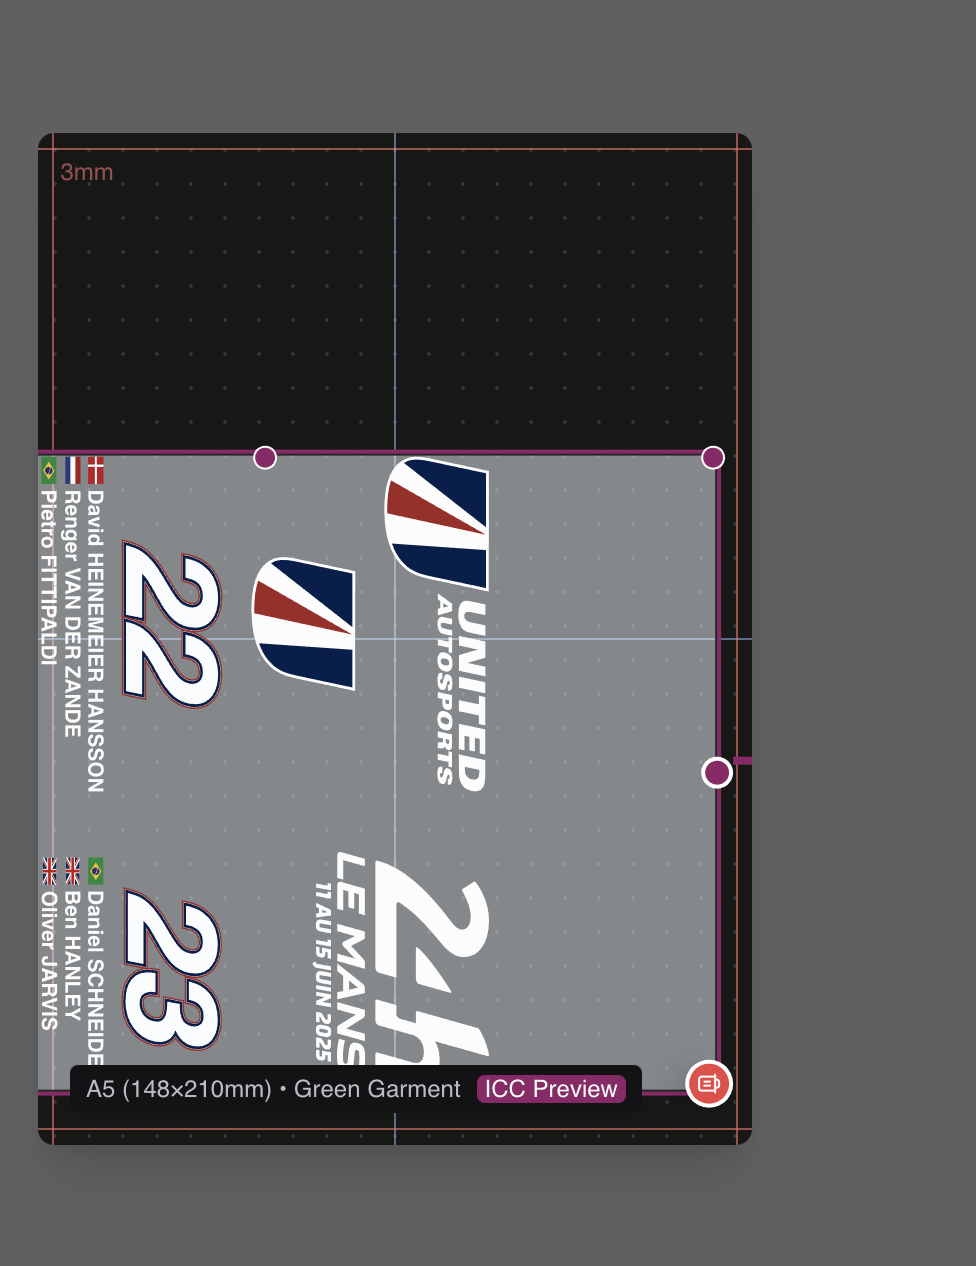 3mm
UNITED
AUTOSPORTS
24h
LE MANS
11 AU 15 JUIN 2025
22
David HEINEMEIER HANSSON
Renger VAN DER ZANDE
Pietro FITTIPALDI
23
Daniel SCHNEIDE
Ben HANLEY
Oliver JARVIS
A5 (148×210mm) • Green Garment ICC Preview